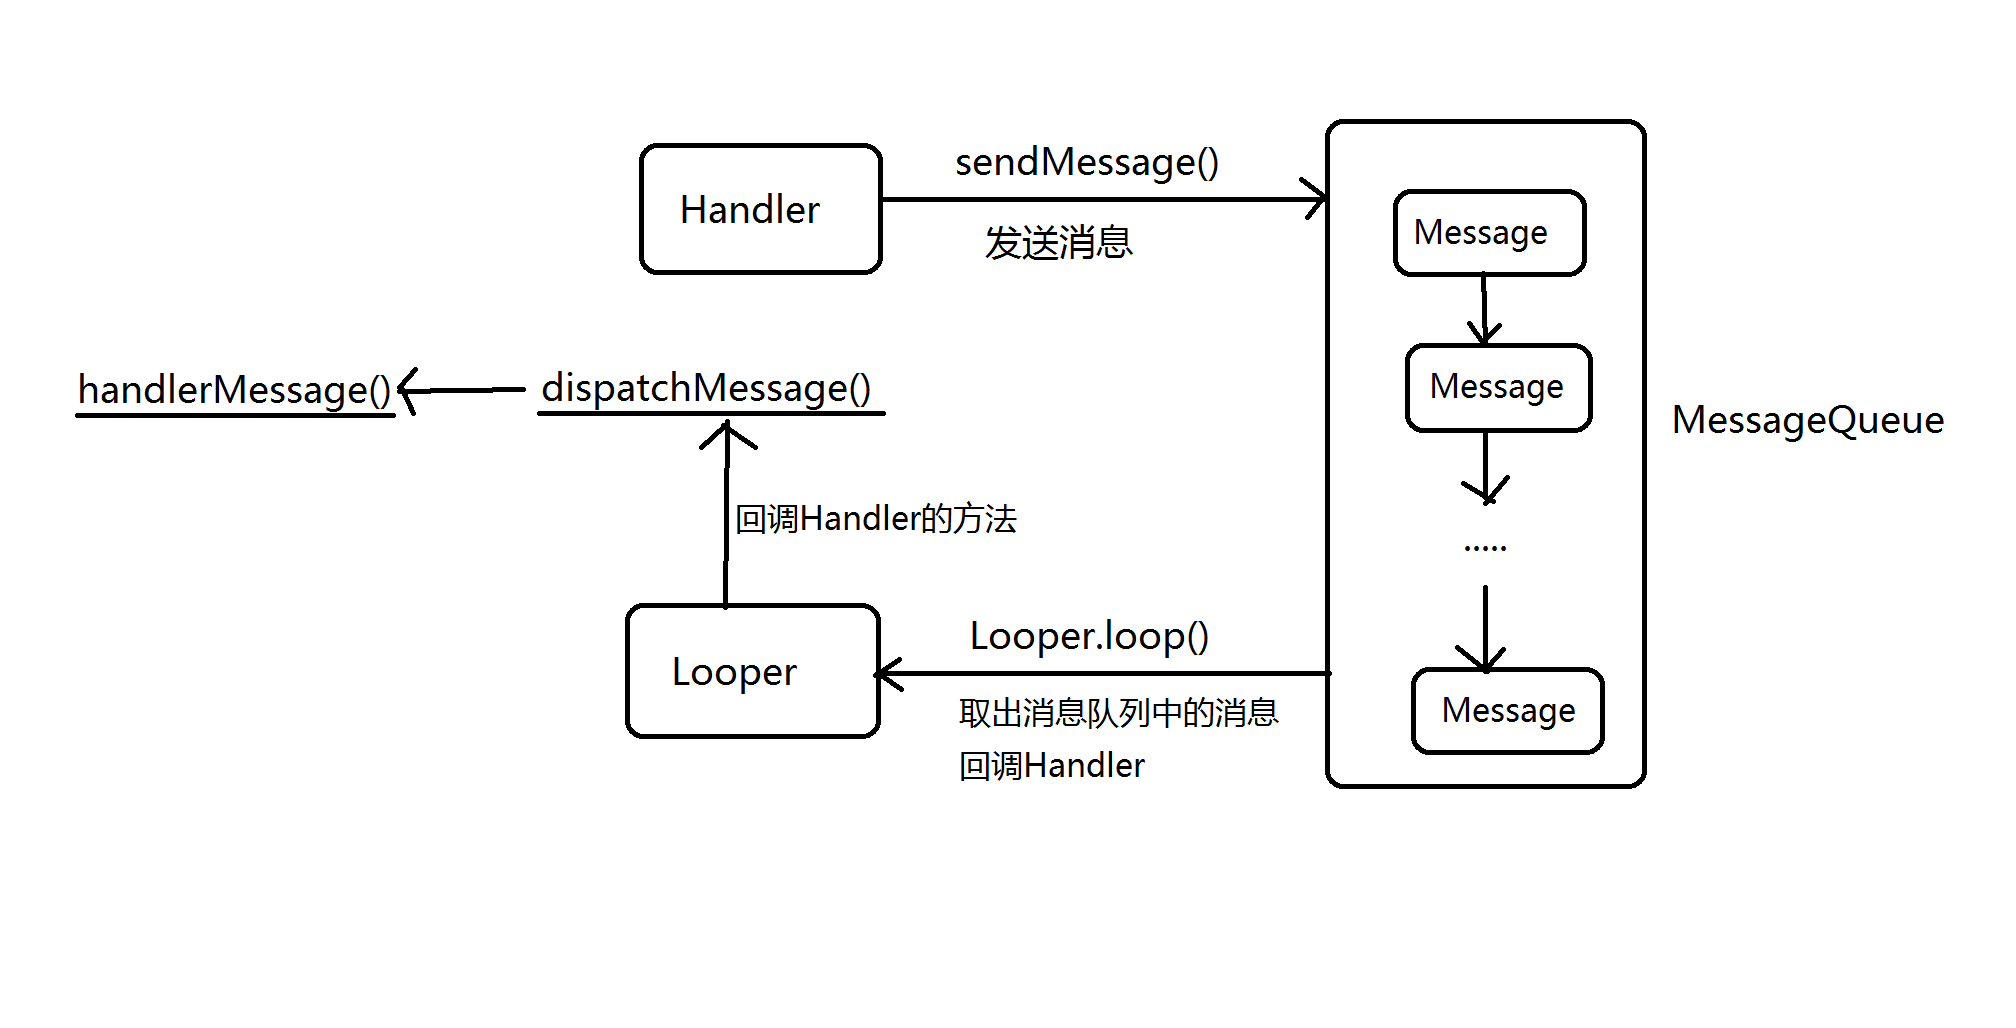 sendMessage()
Handler
发送消息
Message
handlerMessage()
dispatchMessage()
Message
MessageQueue
回调Handler的方法
.....
Looper.loop()
Looper
取出消息队列中的消息
回调Handler
Message